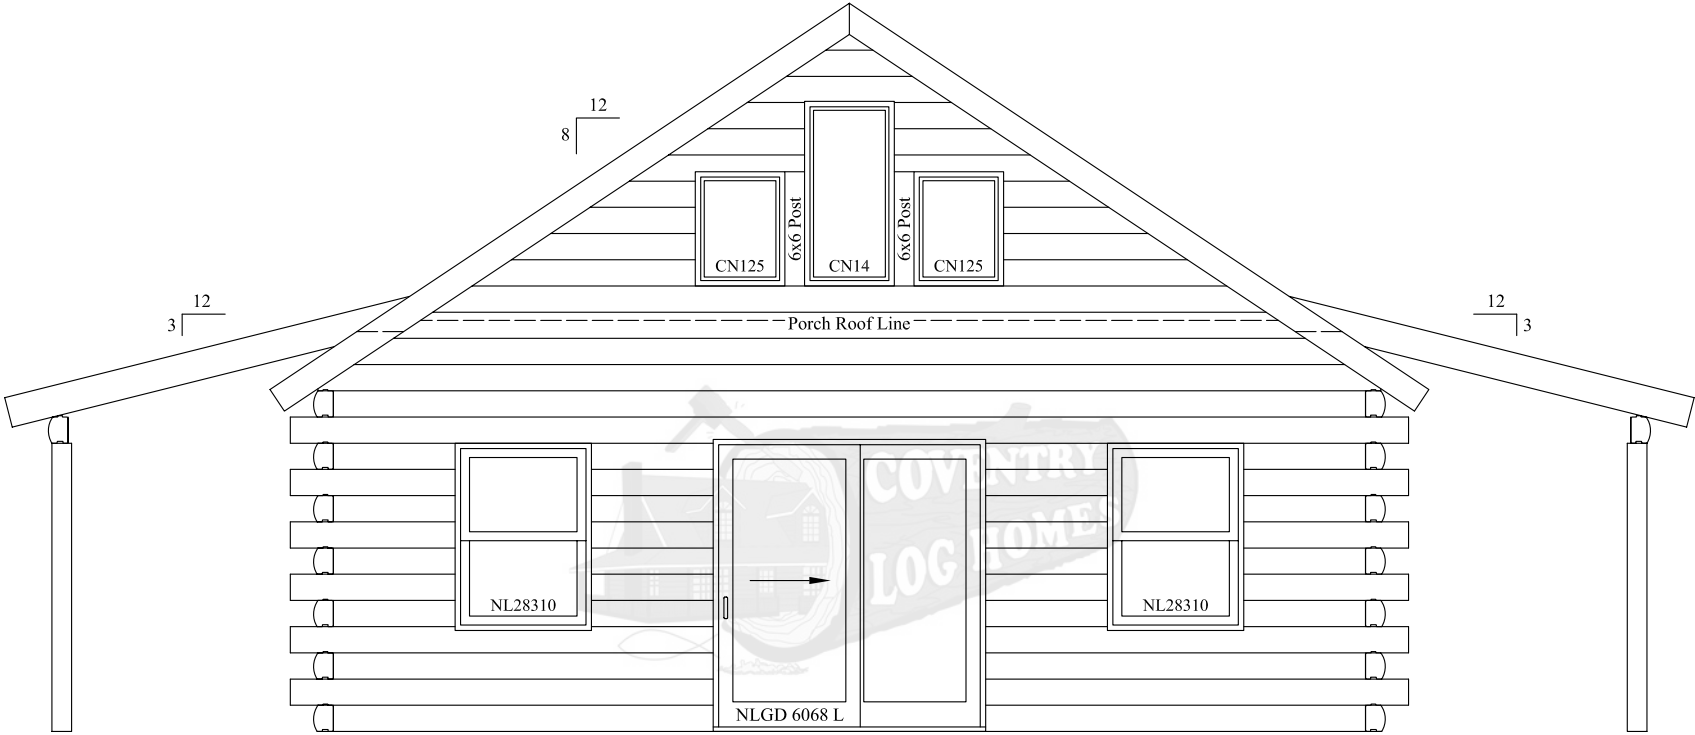 12
8
6x6 Post
6x6 Post
CN125
CN14
CN125
12
3
12
3
Porch Roof Line
COVENTRY
LOG HOMES
NL28310
NL28310
NLGD 6068 L